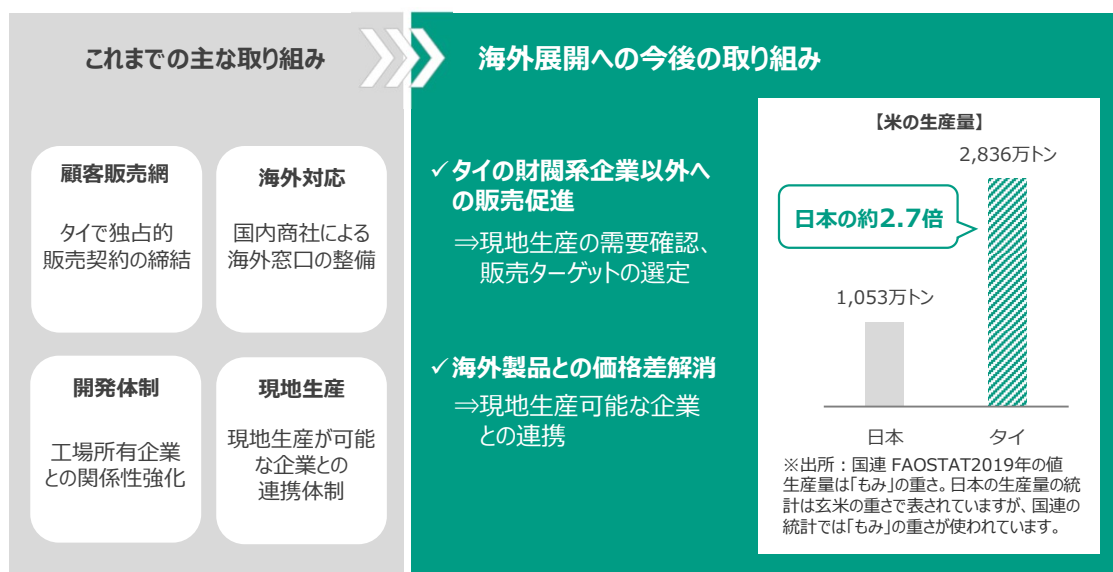 これまでの主な取り組み
海外展開への今後の取り組み
顧客販売網
タイで独占的
販売契約の締結
海外対応
国内商社による
海外窓口の整備
開発体制
工場所有企業
との関係性強化
現地生産
現地生産が可能
な企業との
連携体制
✓タイの財閥系企業以外へ
の販売促進
⇒現地生産の需要確認、
販売ターゲットの選定
✓海外製品との価格差解消
⇒現地生産可能な企業
との連携
【米の生産量】
2,836万トン
日本の約2.7倍
1,053万トン
日本
タイ
※出所：国連 FAOSTAT2019年の値
生産量は「もみ」の重さ。日本の生産量の統
計は玄米の重さで表されていますが、国連の
統計では「もみ」の重さが使われています。